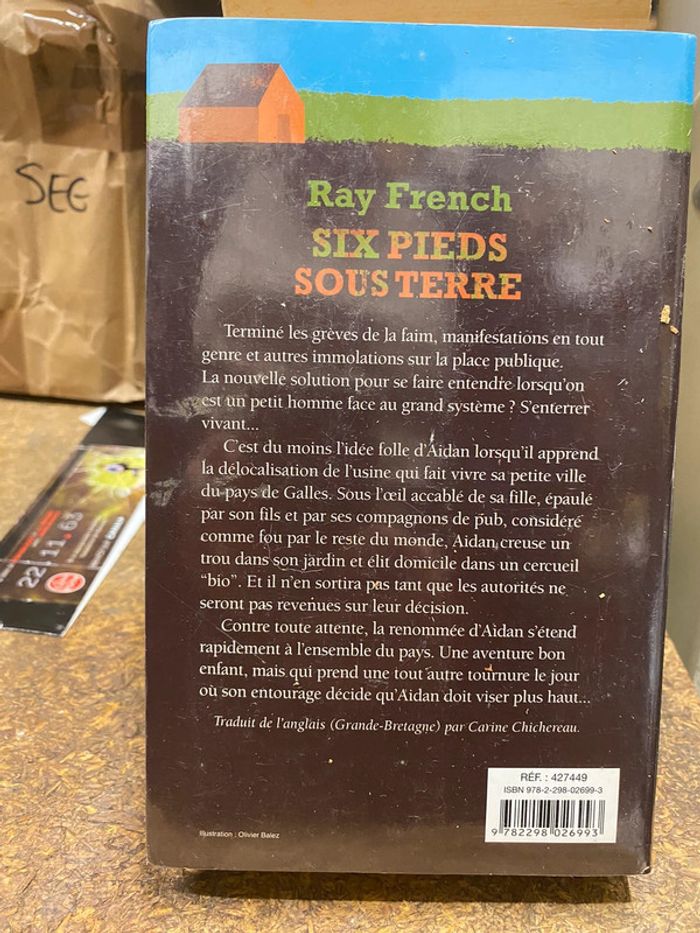 SEE
22 11.63
Ray French
SIX PIEDS
SOUS TERRE
Terminé les grèves de la faim, manifestations en tout
genre et autres immolations sur la place publique.
La nouvelle solution pour se faire entendre lorsqu'on
est un petit homme face au grand système ? S'enterrer
vivant...
C'est du moins l'idée folle d'Aidan lorsqu'il apprend
la délocalisation de l'usine qui fait vivre sa petite ville
du pays de Galles. Sous l'œil accablé de sa fille, épaulé
par son fils et par ses compagnons de pub, considéré
comme fou par le reste du monde, Aidan creuse un
trou dans son jardin et élit domicile dans un cercueil
"bio". Et il n'en sortira pas tant que les autorités ne
seront pas revenues sur leur décision.
Contre toute attente, la renommée d'Aidan s'étend
rapidement à l'ensemble du pays. Une aventure bon
enfant, mais qui prend une tout autre tournure le jour
où son entourage décide qu'Aidan doit viser plus haut...
Traduit de l'anglais (Grande-Bretagne) par Carine Chichereau.
RÉF. : 427449
ISBN 978-2-298-02699-3
9 782298 026993
Illustration : Olivier Balez